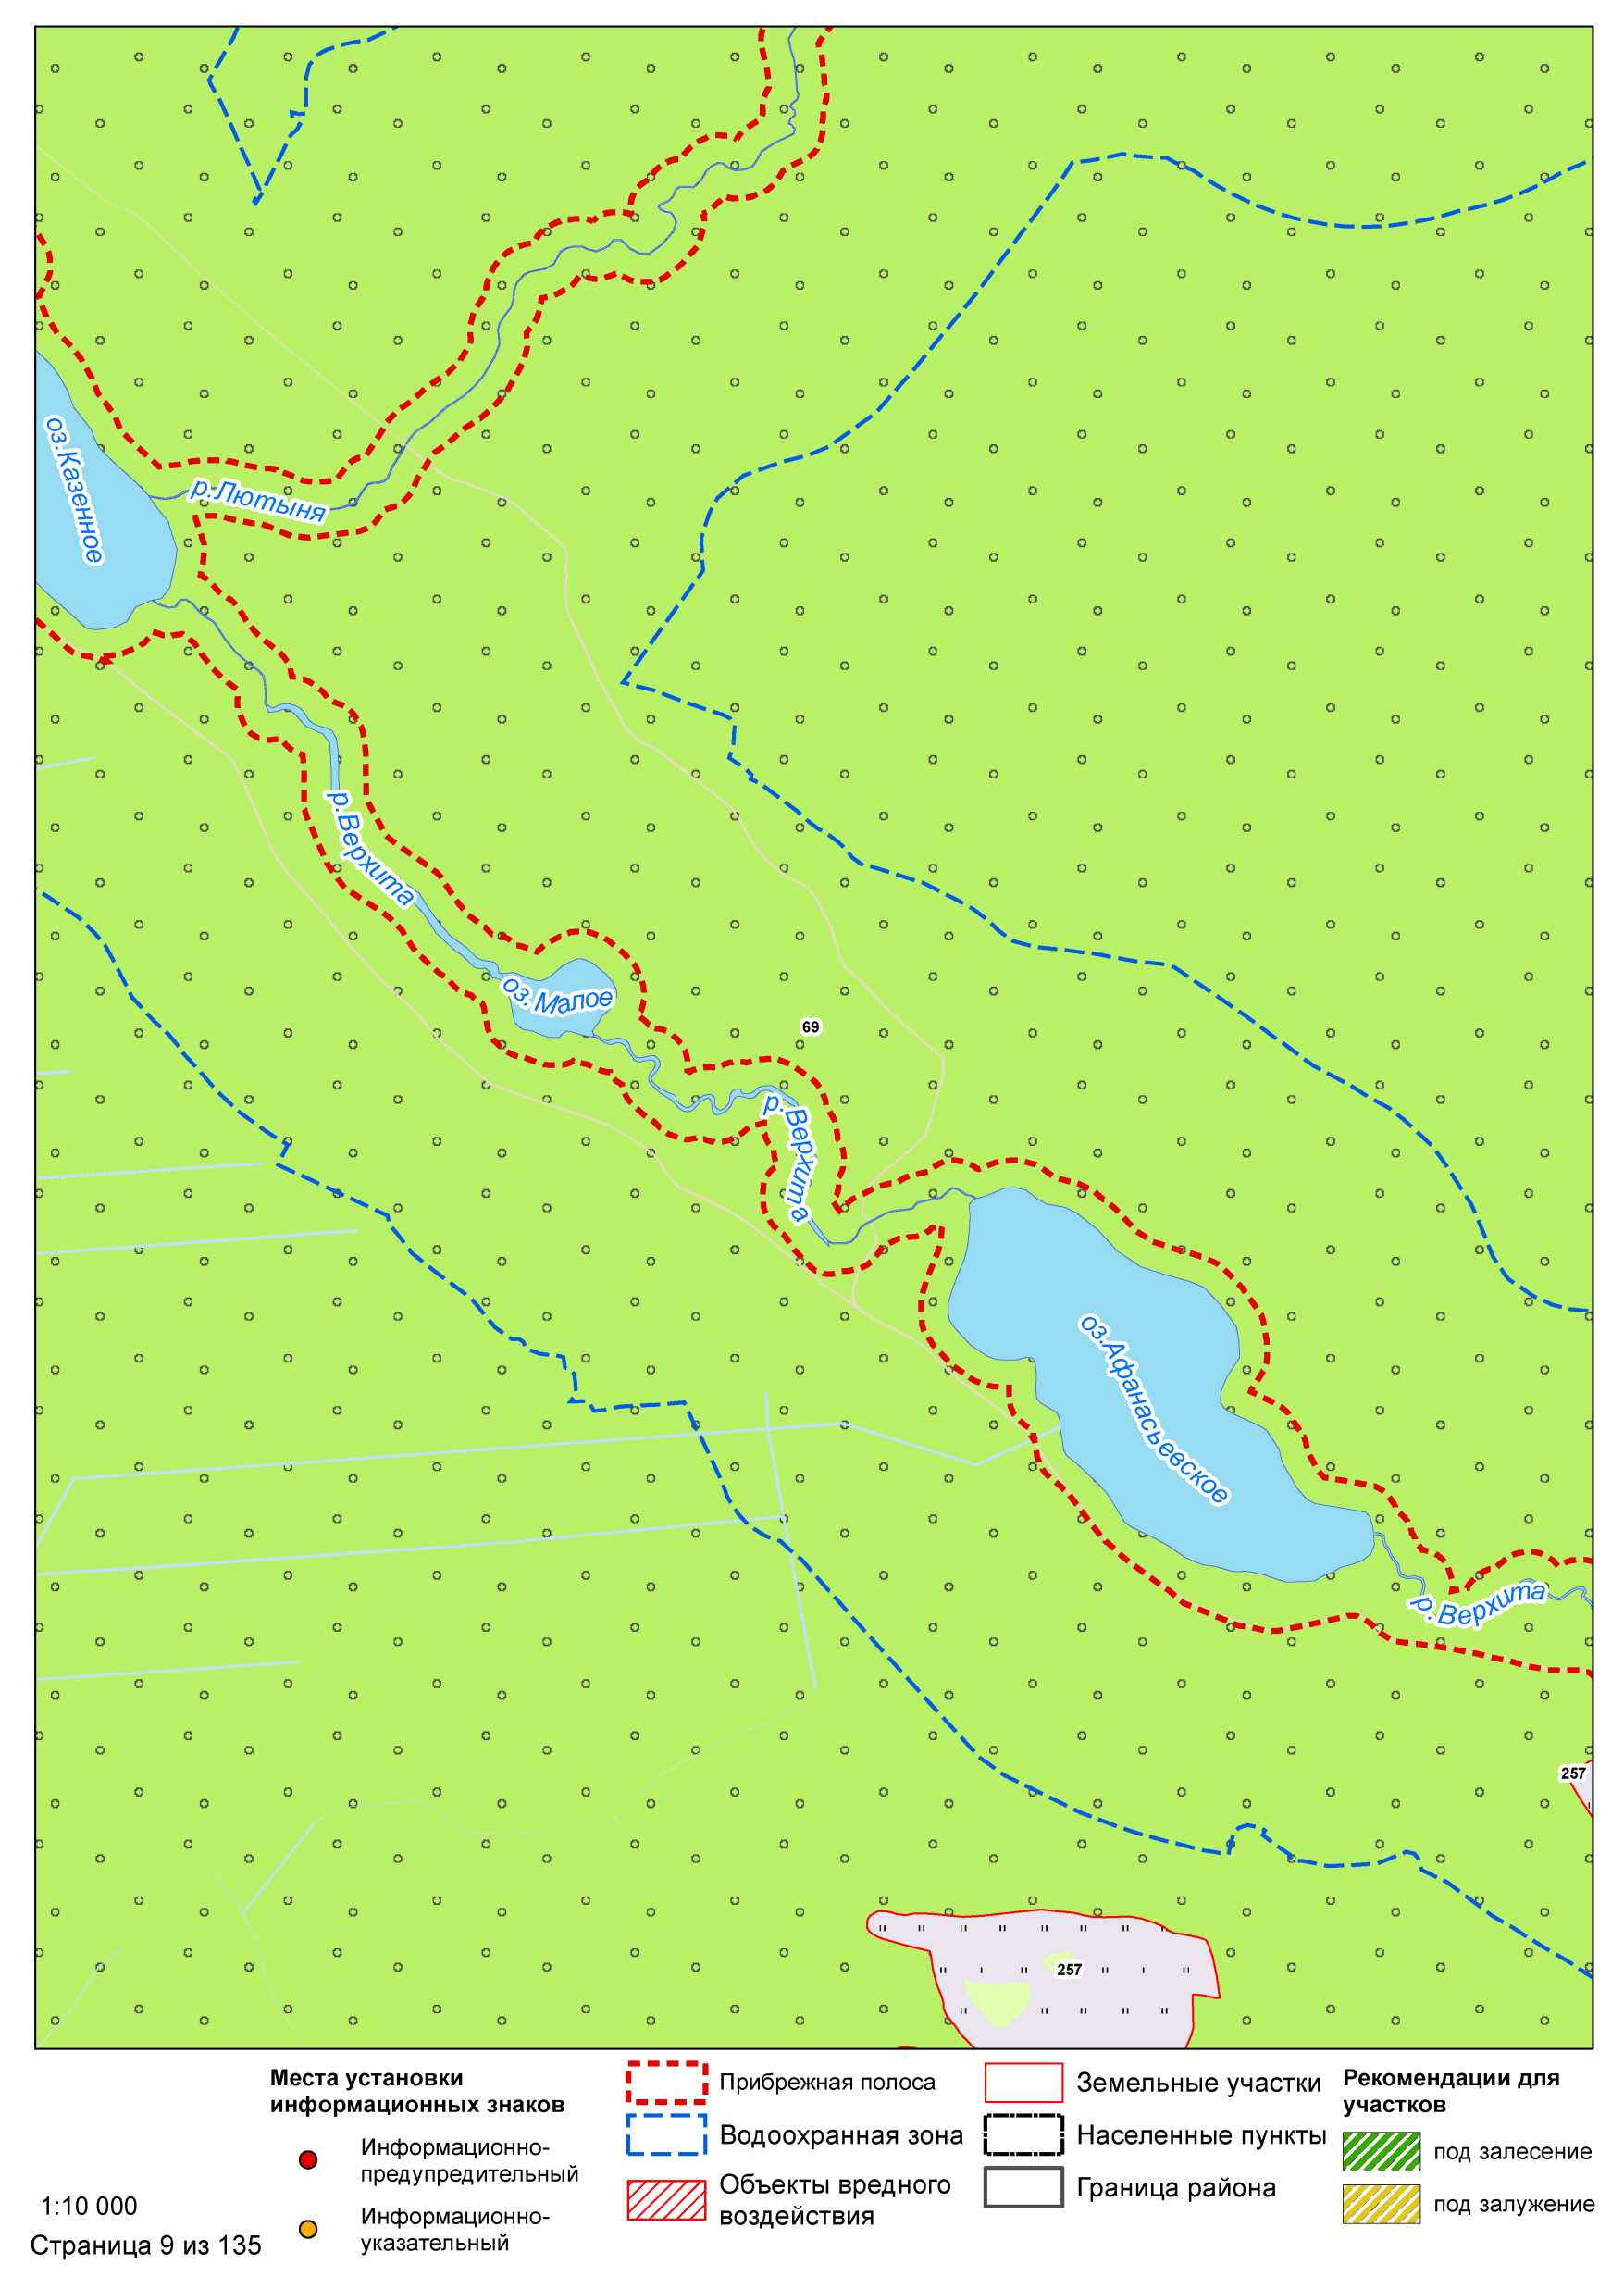 оз.Казенное
р.Лютыня
р.Верхита
оз. Малое
69
р.Верхита
оз.Афанасьевское
р.Верхита
257
257
Места установки
информационных знаков
Информационно-
предупредительный
Информационно-
указательный
Прибрежная полоса
Водоохранная зона
Объекты вредного
воздействия
Земельные участки
Населенные пункты
Граница района
Рекомендации для
участков
под залесение
под залужение
1:10 000
Страница 9 из 135